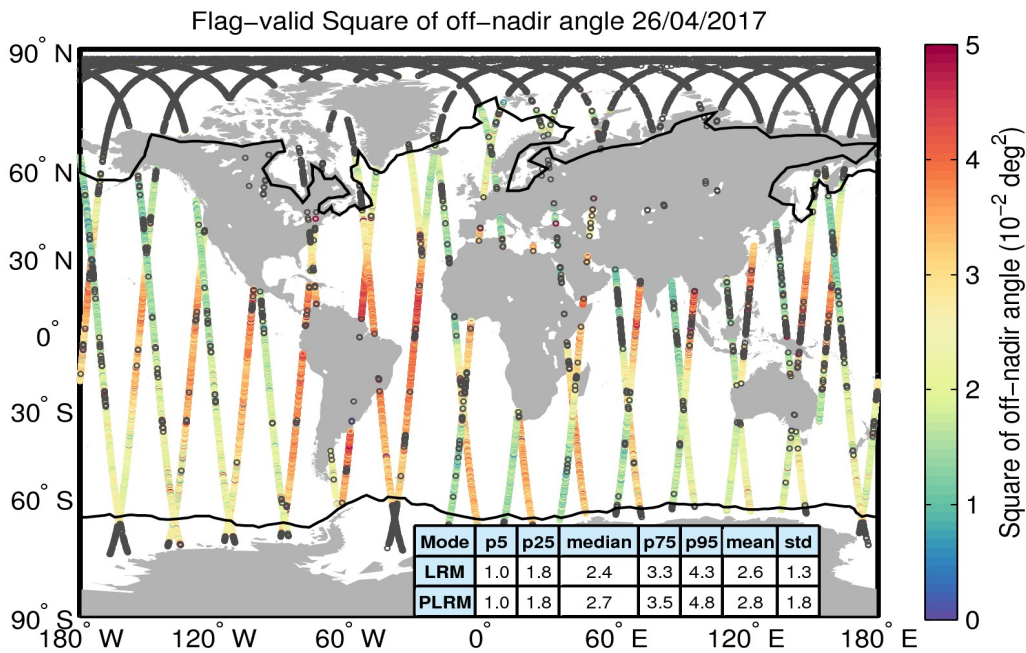 Flag−valid Square of off−nadir angle 26/04/2017
90° N
60° N
30° N
0°
30° S
60° S
90° S
180° W 120° W 60° W 0° 60° E 120° E 180° E
Mode p5 p25 median p75 p95 mean std
LRM 1.0 1.8 2.4 3.3 4.3 2.6 1.3
PLRM 1.0 1.8 2.7 3.5 4.8 2.8 1.8
5
4
3
2
1
0
Square of off−nadir angle (10⁻² deg²)